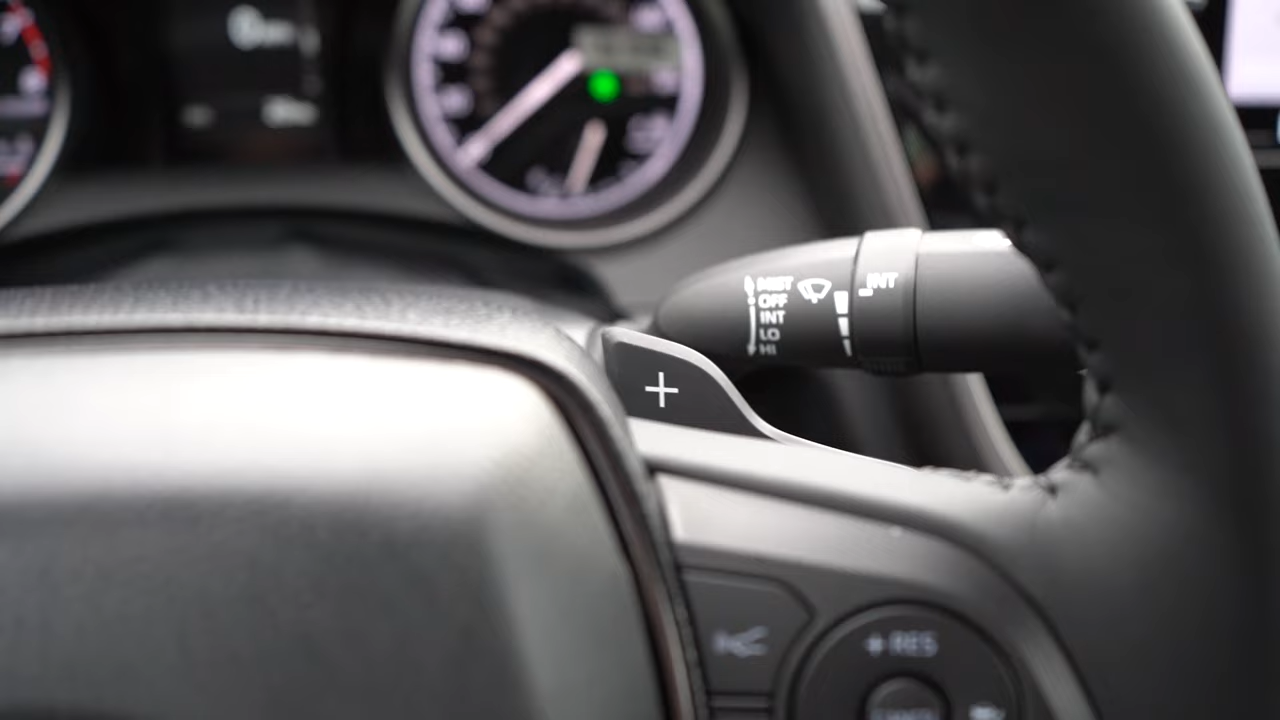 MIST
OFF
INT
LO
HI
INT
+
+RES